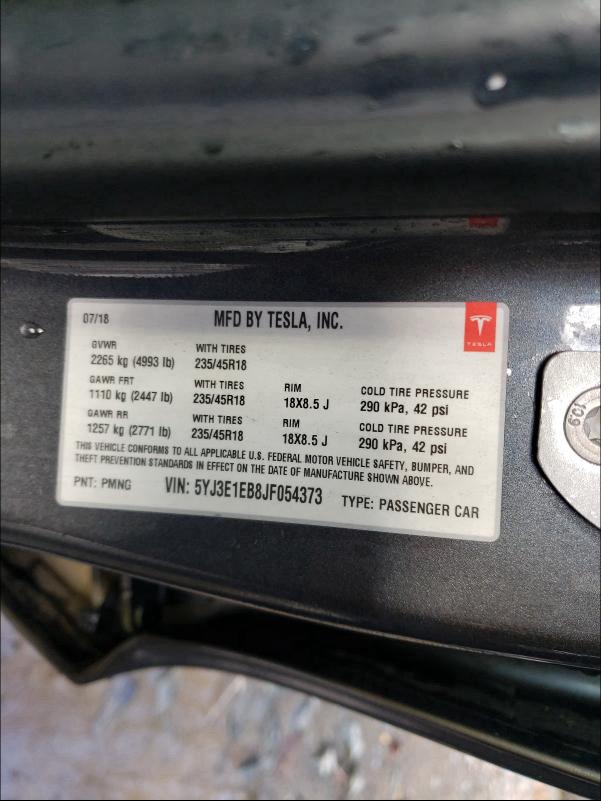 07/18 MFD BY TESLA, INC.
TESLA
GVWR WITH TIRES
2265 kg (4993 lb) 235/45R18
GAWR FRT WITH TIRES RIM COLD TIRE PRESSURE
1110 kg (2447 lb) 235/45R18 18X8.5 J 290 kPa, 42 psi
GAWR RR WITH TIRES RIM COLD TIRE PRESSURE
1257 kg (2771 lb) 235/45R18 18X8.5 J 290 kPa, 42 psi
THIS VEHICLE CONFORMS TO ALL APPLICABLE U.S. FEDERAL MOTOR VEHICLE SAFETY, BUMPER, AND
THEFT PREVENTION STANDARDS IN EFFECT ON THE DATE OF MANUFACTURE SHOWN ABOVE.
PNT: PMNG VIN: 5YJ3E1EB8JF054373 TYPE: PASSENGER CAR